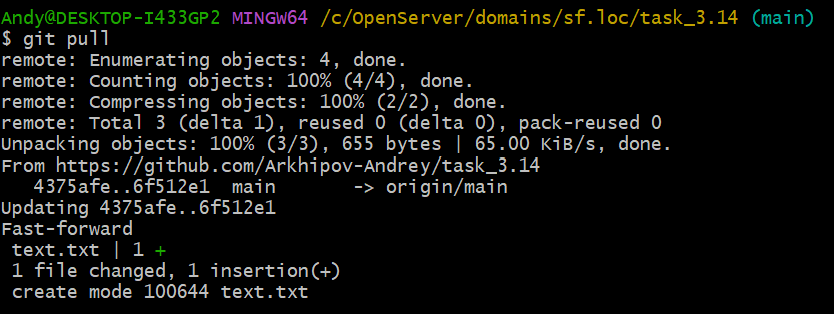 Andy@DESKTOP-I433GP2 MINGW64 /c/OpenServer/domains/sf.loc/task_3.14 (main)
$ git pull
remote: Enumerating objects: 4, done.
remote: Counting objects: 100% (4/4), done.
remote: Compressing objects: 100% (2/2), done.
remote: Total 3 (delta 1), reused 0 (delta 0), pack-reused 0
Unpacking objects: 100% (3/3), 655 bytes | 65.00 KiB/s, done.
From https://github.com/Arkhipov-Andrey/task_3.14
   4375afe..6f512e1  main       -> origin/main
Updating 4375afe..6f512e1
Fast-forward
 text.txt | 1 +
 1 file changed, 1 insertion(+)
 create mode 100644 text.txt